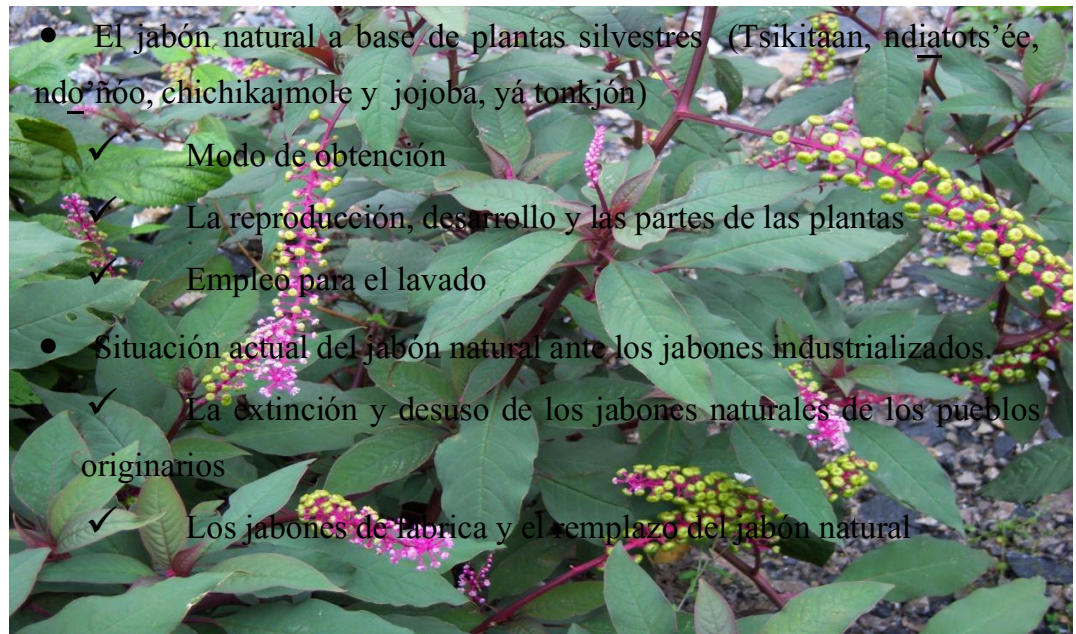 ● El jabón natural a base de plantas silvestres (Tsikitaan, ndiatots’ée,
ndo’ñóo, chichikajmole y jojoba, yá tonkjón)
✓ Modo de obtención
✓ La reproducción, desarrollo y las partes de las plantas
✓ Empleo para el lavado
● Situación actual del jabón natural ante los jabones industrializados.
✓ La extinción y desuso de los jabones naturales de los pueblos
originarios
✓ Los jabones de fabrica y el remplazo del jabón natural